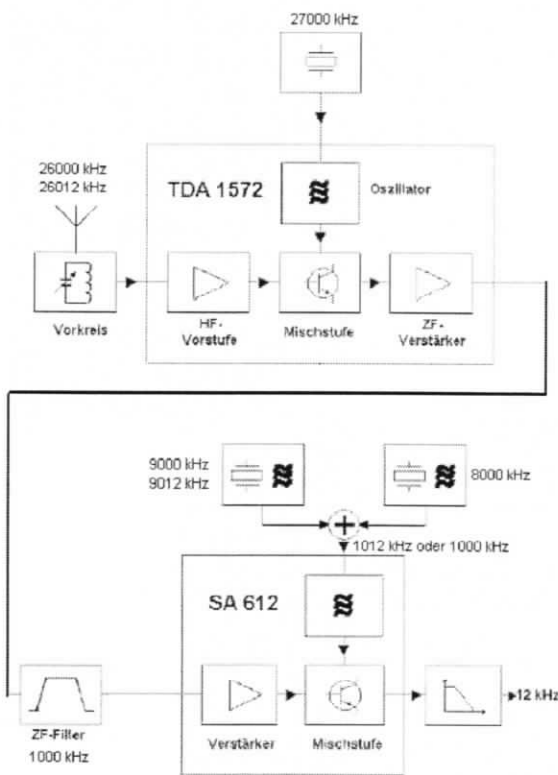 27000 kHz
26000 kHz
26012 kHz
TDA 1572
Oszillator
Vorkreis
HF-
Vorstufe
Mischstufe
ZF-
Verstärker
9000 kHz
9012 kHz
8000 kHz
+
1012 kHz oder 1000 kHz
SA 612
12 kHz
ZF-Filter
1000 kHz
Verstärker
Mischstufe